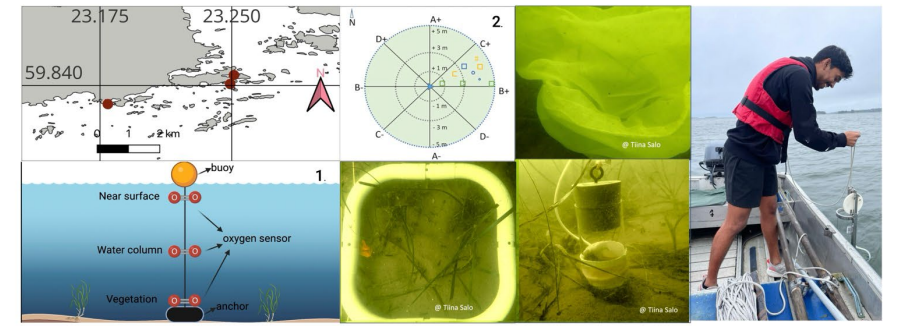 23.175
23.250
N
59.840
0
1
2 km
N
2.
A+
D+
C+
+ 5 m
+ 3 m
+ 1 m
S
C
B-
B+
- 1 m
- 3 m
- 5 m
C-
D-
A-
@ Tiina Salo
1.
buoy
Near surface
O = O
oxygen sensor
Water column
O = O
Vegetation
O = O
anchor
@ Tiina Salo
@ Tiina Salo